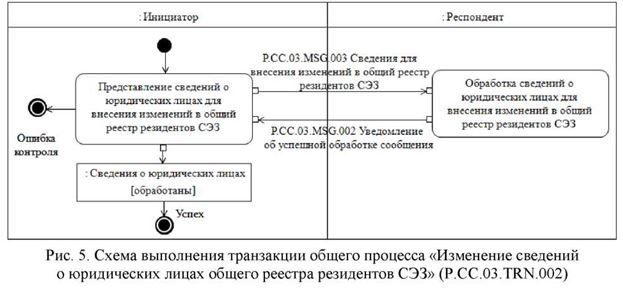 : Инициатор
: Респондент
P.CC.03.MSG.003 Сведения для
внесения изменений в общий реестр
резидентов СЭЗ
Представление сведений о
юридических лицах для
внесения изменений в общий
реестр резидентов СЭЗ
Обработка сведений о
юридических лицах для
внесения изменений в общий
реестр резидентов СЭЗ
P.CC.03.MSG.002 Уведомление
об успешной обработке сообщения
Ошибка
контроля
: Сведения о юридических лицах
[обработаны]
Успех
Рис. 5. Схема выполнения транзакции общего процесса «Изменение сведений
о юридических лицах общего реестра резидентов СЭЗ» (P.CC.03.TRN.002)